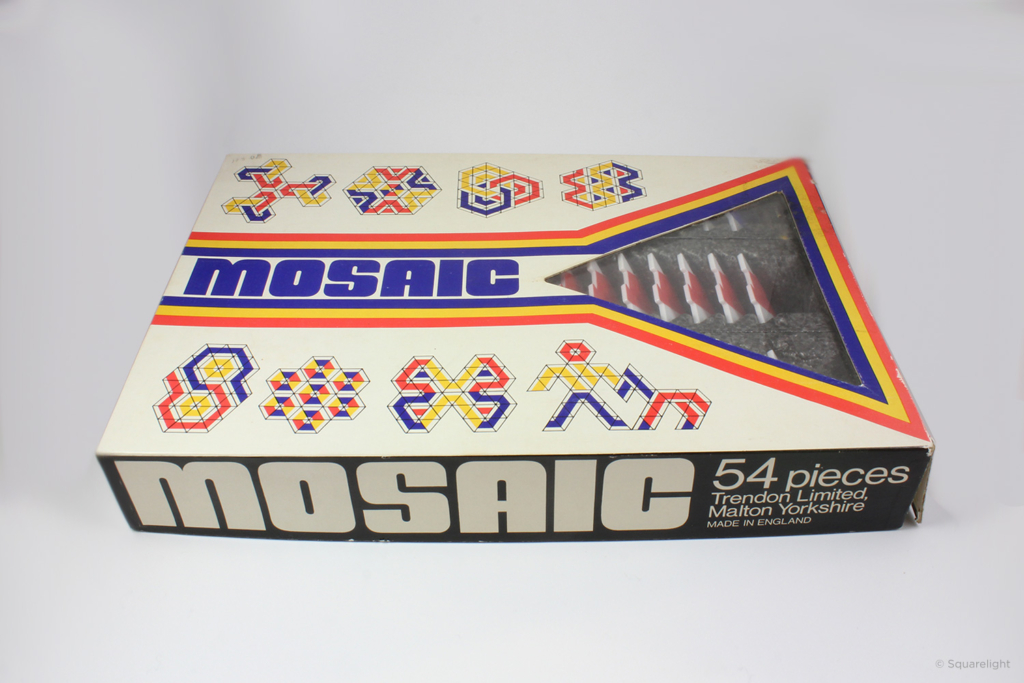 MOSAIC
MOSAIC
54 pieces
Trendon Limited,
Malton Yorkshire
MADE IN ENGLAND
© Squarelight